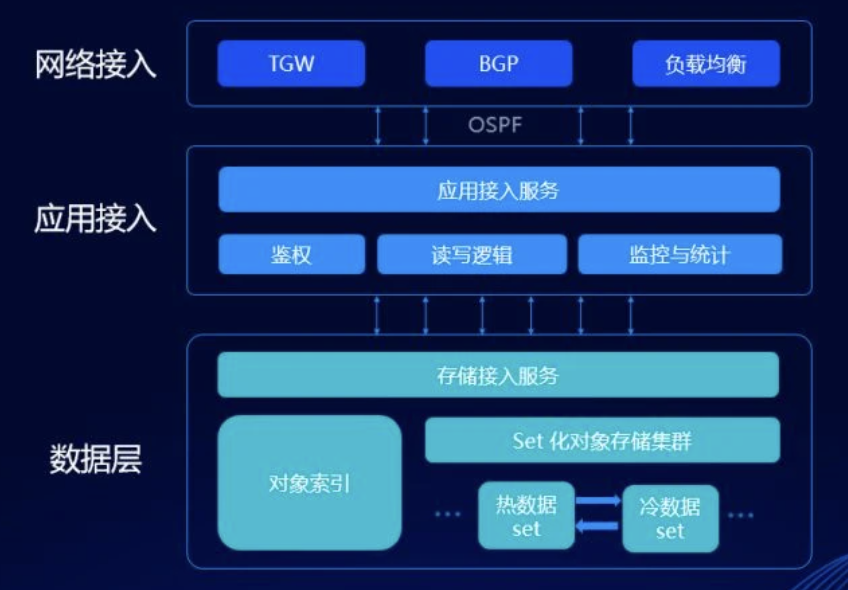 网络接入
TGW
BGP
负载均衡
OSPF
应用接入
应用接入服务
鉴权
读写逻辑
监控与统计
数据层
存储接入服务
对象索引
Set 化对象存储集群
...
热数据
set
冷数据
set
...